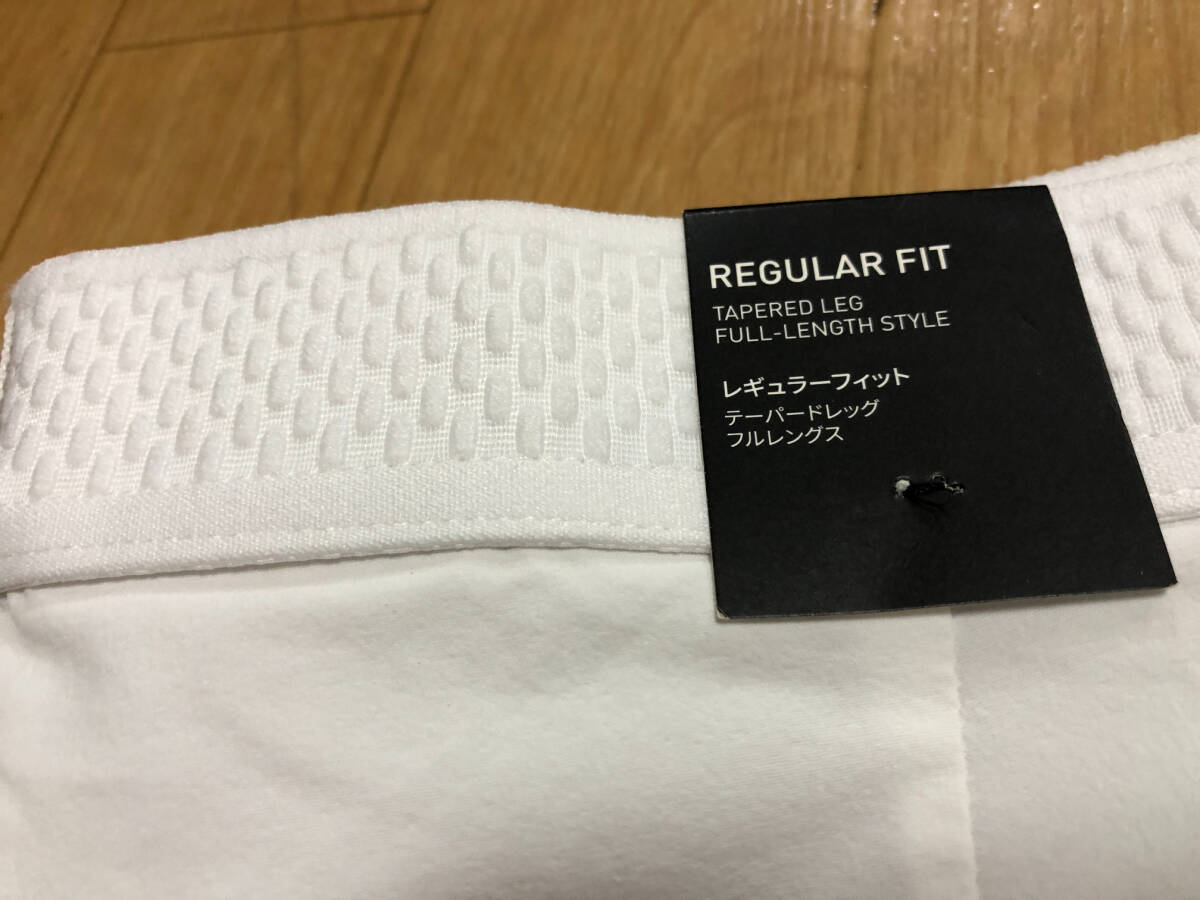 REGULAR FIT
TAPERED LEG
FULL-LENGTH STYLE
レギュラーフィット
テーパードレッグ
フルレングス